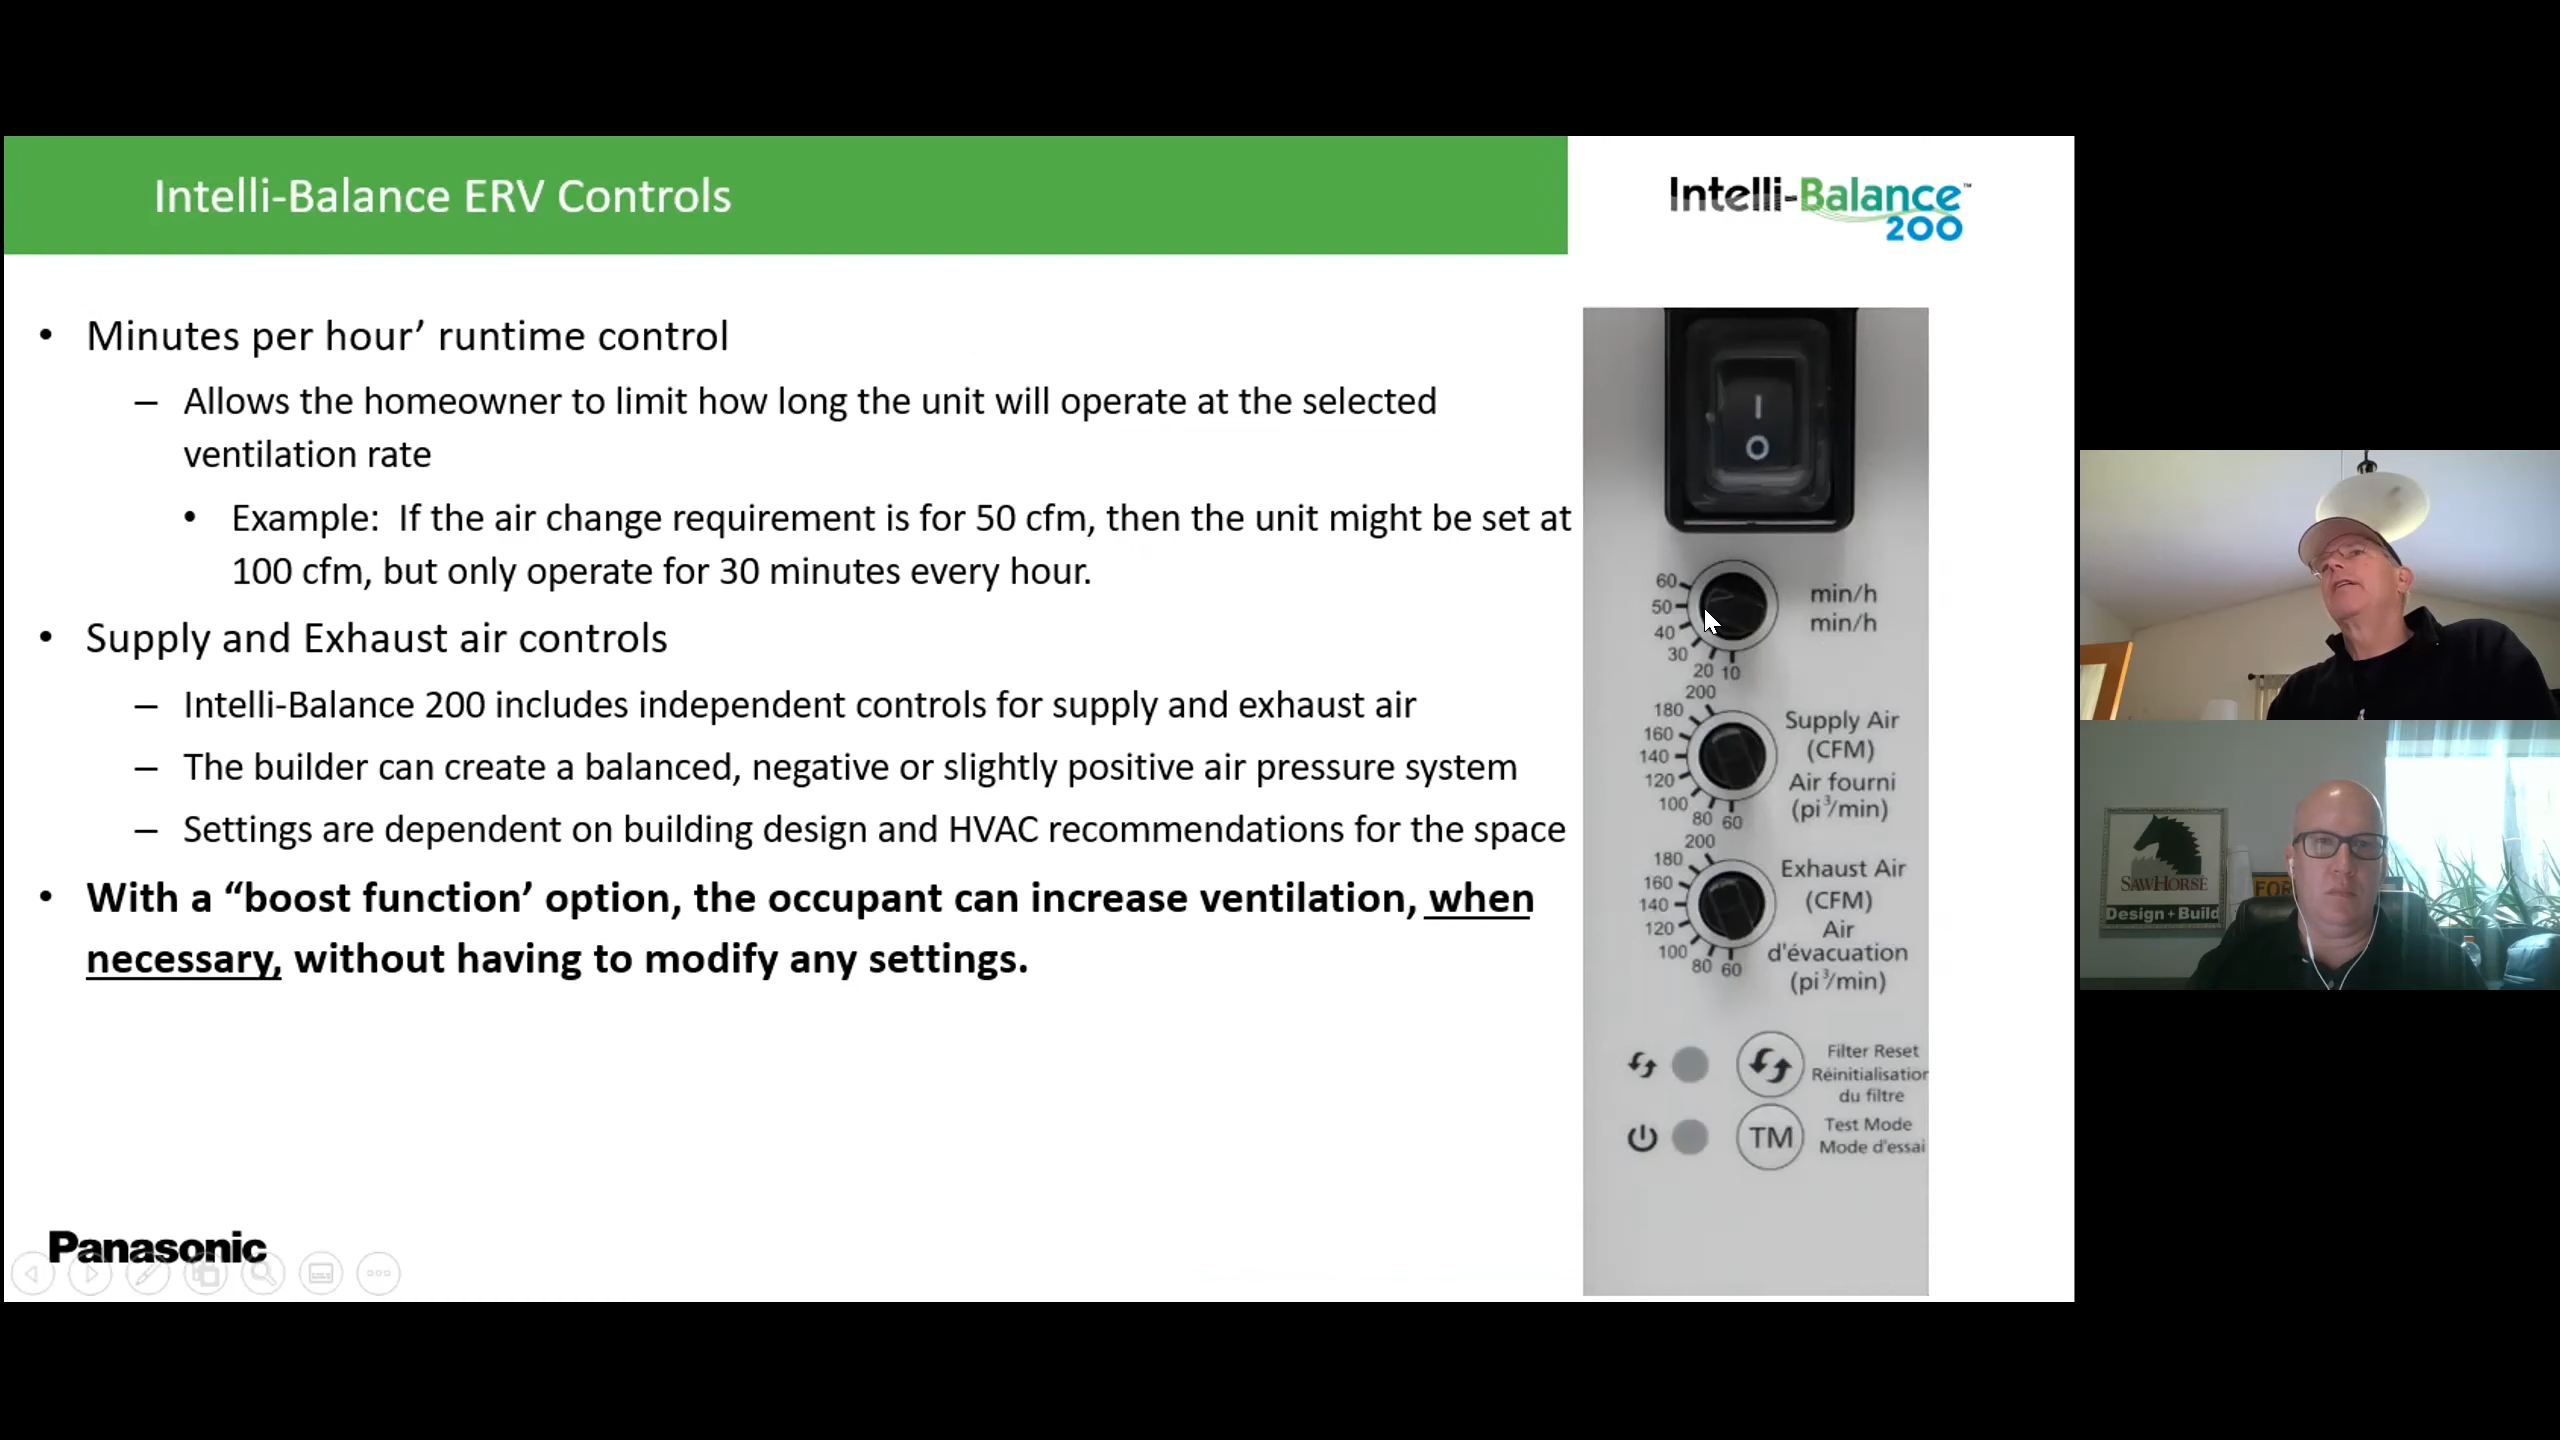 Intelli-Balance ERV Controls
Intelli-Balance™
200
• Minutes per hour’ runtime control
– Allows the homeowner to limit how long the unit will operate at the selected
ventilation rate
• Example: If the air change requirement is for 50 cfm, then the unit might be set at
100 cfm, but only operate for 30 minutes every hour.
• Supply and Exhaust air controls
– Intelli-Balance 200 includes independent controls for supply and exhaust air
– The builder can create a balanced, negative or slightly positive air pressure system
– Settings are dependent on building design and HVAC recommendations for the space
• With a “boost function’ option, the occupant can increase ventilation, when
necessary, without having to modify any settings.
Panasonic
I
O
60
50
40
30
20 10
min/h
min/h
200
180
160
140
120
100
80 60
Supply Air
(CFM)
Air fourni
(pi³/min)
200
180
160
140
120
100
80 60
Exhaust Air
(CFM)
Air
d'évacuation
(pi³/min)
Filter Reset
Réinitialisation
du filtre
TM
Test Mode
Mode d'essai
SAWHORSE
Design + Build
FOR